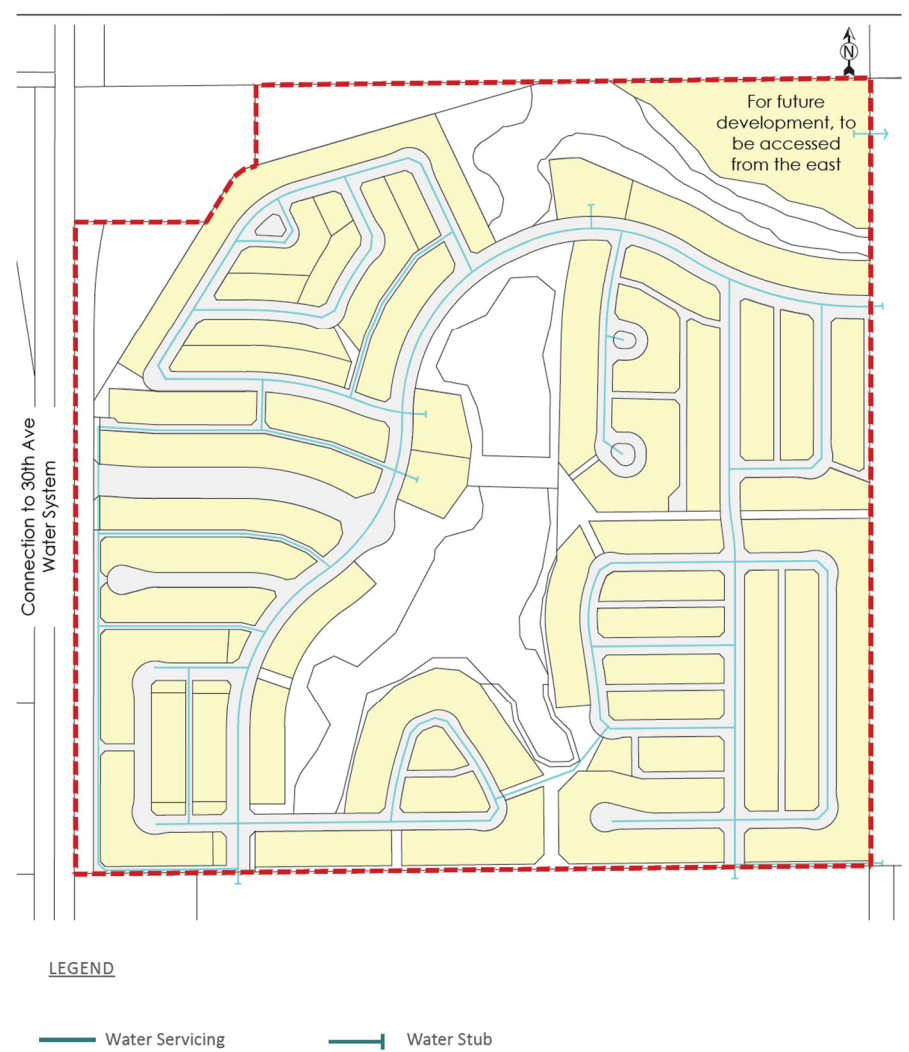 N
For future
development, to
be accessed
from the east
Connection to 30th Ave
Water System
LEGEND
Water Servicing
Water Stub